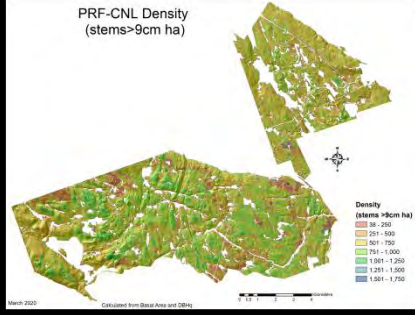 PRF-CNL Density
(stems>9cm ha)
Density
(stems >9cm ha)
38 - 250
251 - 500
501 - 750
751 - 1,000
1,001 - 1,250
1,251 - 1,500
1,501 - 1,750
March 2020
Calculated from Basal Area and DBHq